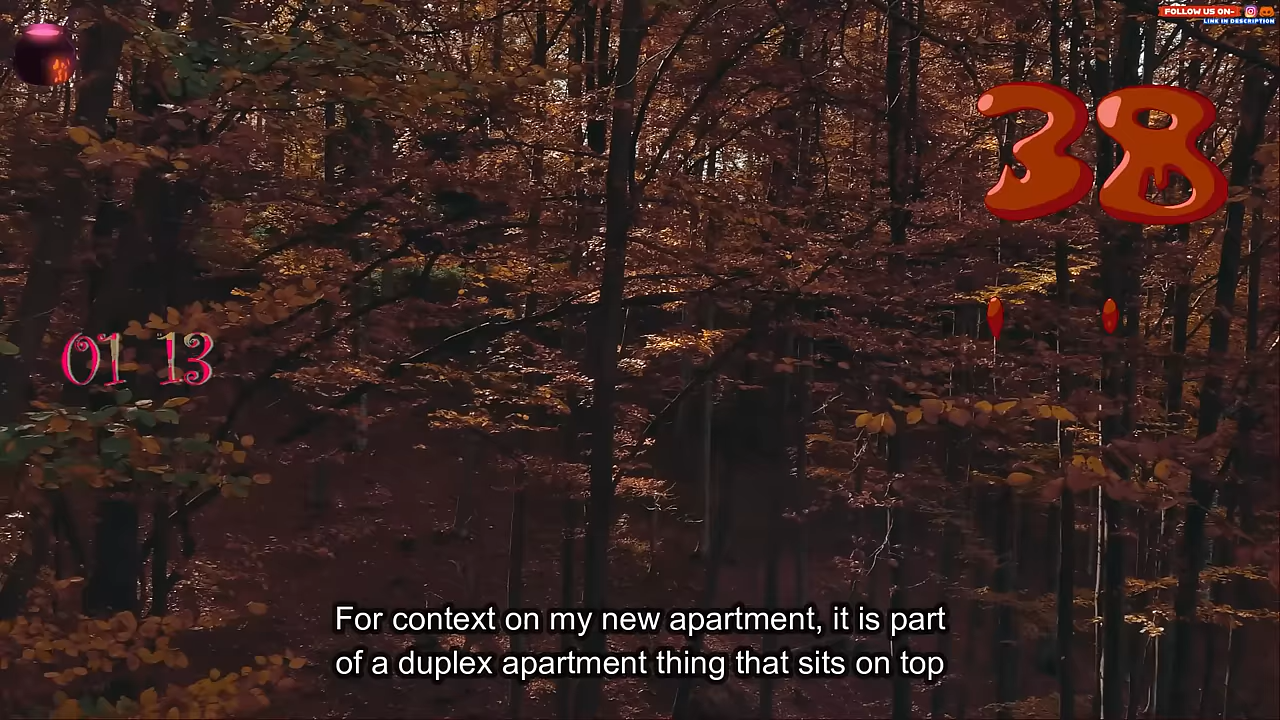 FOLLOW US ON-
LINK IN DESCRIPTION
38
01 13
For context on my new apartment, it is part
of a duplex apartment thing that sits on top